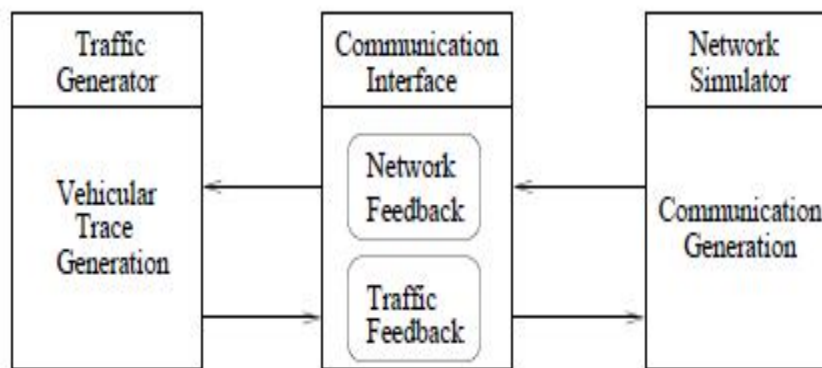 Traffic
Generator
Communication
Interface
Network
Simulator
Vehicular
Trace
Generation
Network
Feedback
Traffic
Feedback
Communication
Generation